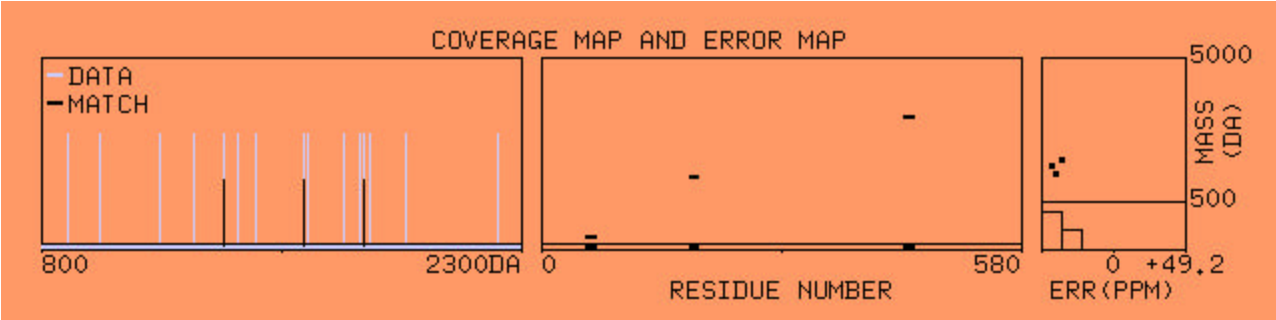 COVERAGE MAP AND ERROR MAP
DATA
MATCH
800
2300DA
0
580
RESIDUE NUMBER
5000
MASS
(DA)
500
0
+49.2
ERR(PPM)